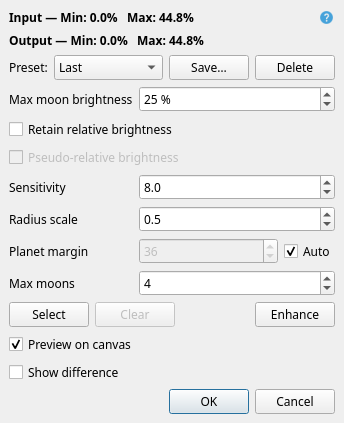 Input — Min: 0.0%   Max: 44.8%
?
Output — Min: 0.0%   Max: 44.8%
Preset: Last Save... Delete
Max moon brightness 25 %
Retain relative brightness
Pseudo-relative brightness
Sensitivity 8.0
Radius scale 0.5
Planet margin 36 Auto
Max moons 4
Select Clear Enhance
Preview on canvas
Show difference
OK Cancel